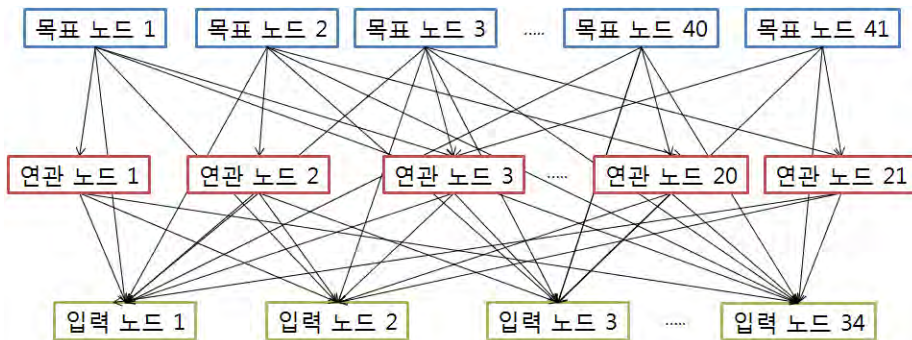 목표 노드 1 목표 노드 2 목표 노드 3 ..... 목표 노드 40 목표 노드 41
연관 노드 1 연관 노드 2 연관 노드 3 ..... 연관 노드 20 연관 노드 21
입력 노드 1 입력 노드 2 입력 노드 3 ..... 입력 노드 34